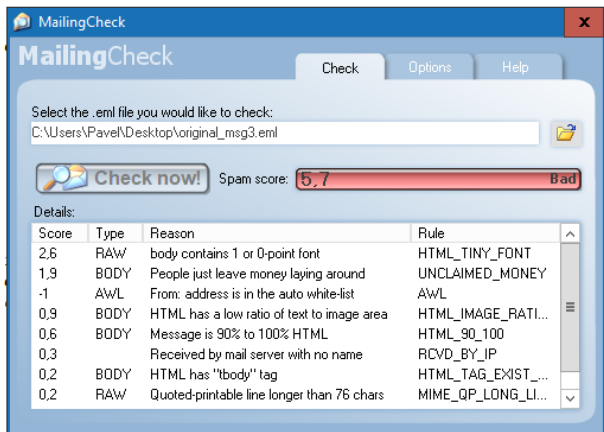 MailingCheck
MailingCheck
Check Options Help
Select the .eml file you would like to check:
C:\Users\Pavel\Desktop\original_msg3.eml
Check now! Spam score: 5,7 Bad
Details:
Score Type Reason Rule
2,6 RAW body contains 1 or 0-point font HTML_TINY_FONT
1,9 BODY People just leave money laying around UNCLAIMED_MONEY
-1 AWL From: address is in the auto white-list AWL
0,9 BODY HTML has a low ratio of text to image area HTML_IMAGE_RATI...
0,6 BODY Message is 90% to 100% HTML HTML_90_100
0,3 Received by mail server with no name RCVD_BY_IP
0,2 BODY HTML has "tbody" tag HTML_TAG_EXIST_...
0,2 RAW Quoted-printable line longer than 76 chars MIME_QP_LONG_LI...